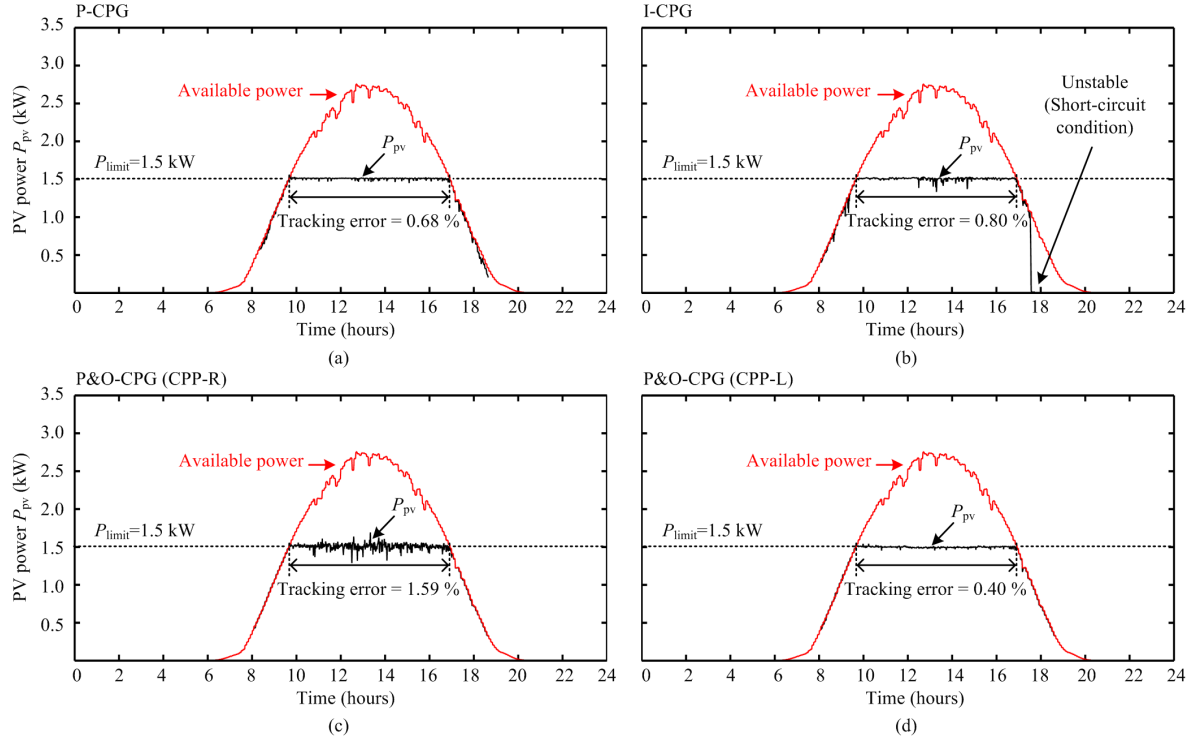 P-CPG
3.5
3.0
2.5
2.0
1.5
1.0
0.5
PV power Ppv (kW)
Available power
Ppv
Plimit=1.5 kW
Tracking error = 0.68 %
0 2 4 6 8 10 12 14 16 18 20 22 24
Time (hours)
(a)
I-CPG
Available power
Unstable
(Short-circuit
condition)
Ppv
Plimit=1.5 kW
Tracking error = 0.80 %
0 2 4 6 8 10 12 14 16 18 20 22 24
Time (hours)
(b)
P&O-CPG (CPP-R)
3.5
3.0
2.5
2.0
1.5
1.0
0.5
PV power Ppv (kW)
Available power
Ppv
Plimit=1.5 kW
Tracking error = 1.59 %
0 2 4 6 8 10 12 14 16 18 20 22 24
Time (hours)
(c)
P&O-CPG (CPP-L)
Available power
Ppv
Plimit=1.5 kW
Tracking error = 0.40 %
0 2 4 6 8 10 12 14 16 18 20 22 24
Time (hours)
(d)